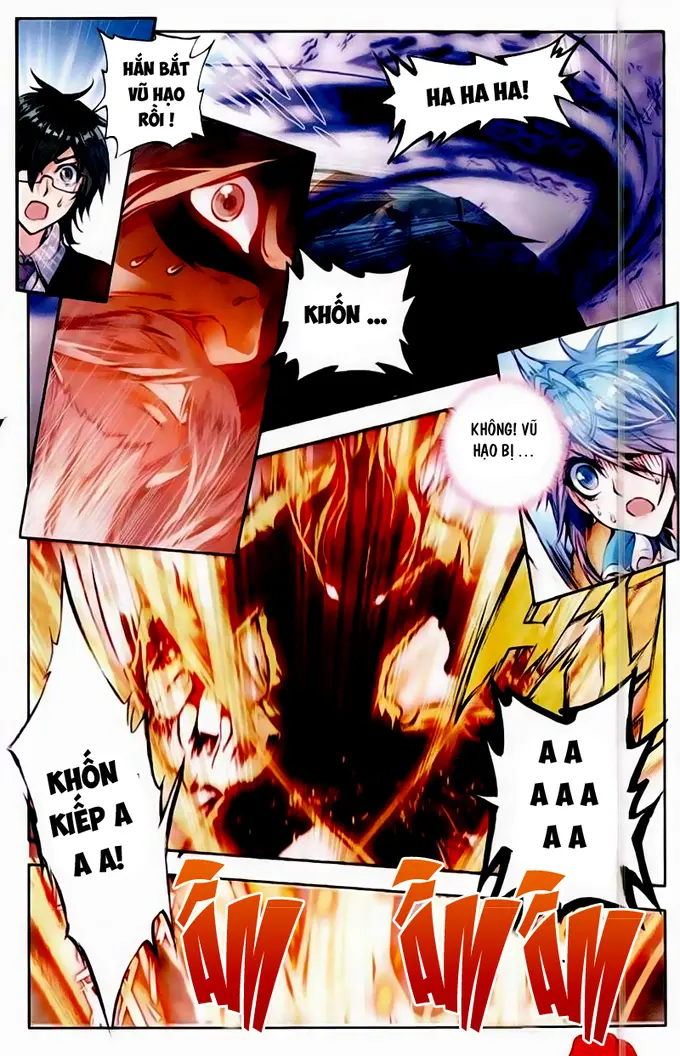 HẮN BẮT
VŨ HẠO
RỒI !
HA HA HA!
KHỐN ...
KHÔNG! VŨ
HẠO BỊ ...
A A
A A A
A A
KHỐN
KIẾP A
A A!
ẦM
ẦM ẦM